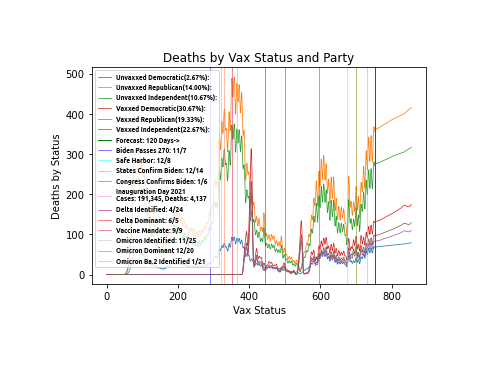 Deaths by Vax Status and Party
Deaths by Status
500
400
300
200
100
0
Unvaxxed Democratic(2.67%):
Unvaxxed Republican(14.00%):
Unvaxxed Independent(10.67%):
Vaxxed Democratic(30.67%):
Vaxxed Republican(19.33%):
Vaxxed Independent(22.67%):
Forecast: 120 Days->
Biden Passes 270: 11/7
Safe Harbor: 12/8
States Confirm Biden: 12/14
Congress Confirms Biden: 1/6
Inauguration Day 2021
Cases: 191,345, Deaths: 4,137
Delta Identified: 4/24
Delta Dominant: 6/5
Vaccine Mandate: 9/9
Omicron Identified: 11/25
Omicron Dominant 12/20
Omicron Ba.2 Identified 1/21
0
200
400
600
800
Vax Status